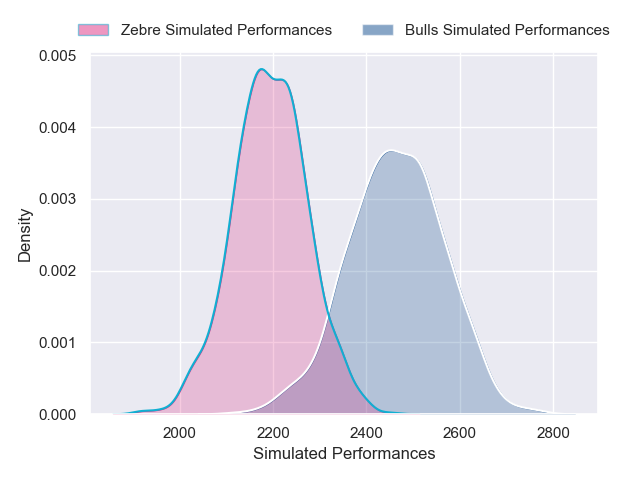 Zebre Simulated Performances Bulls Simulated Performances
0.005
0.004
0.003
0.002
0.001
0.000
Density
2000 2200 2400 2600 2800
Simulated Performances